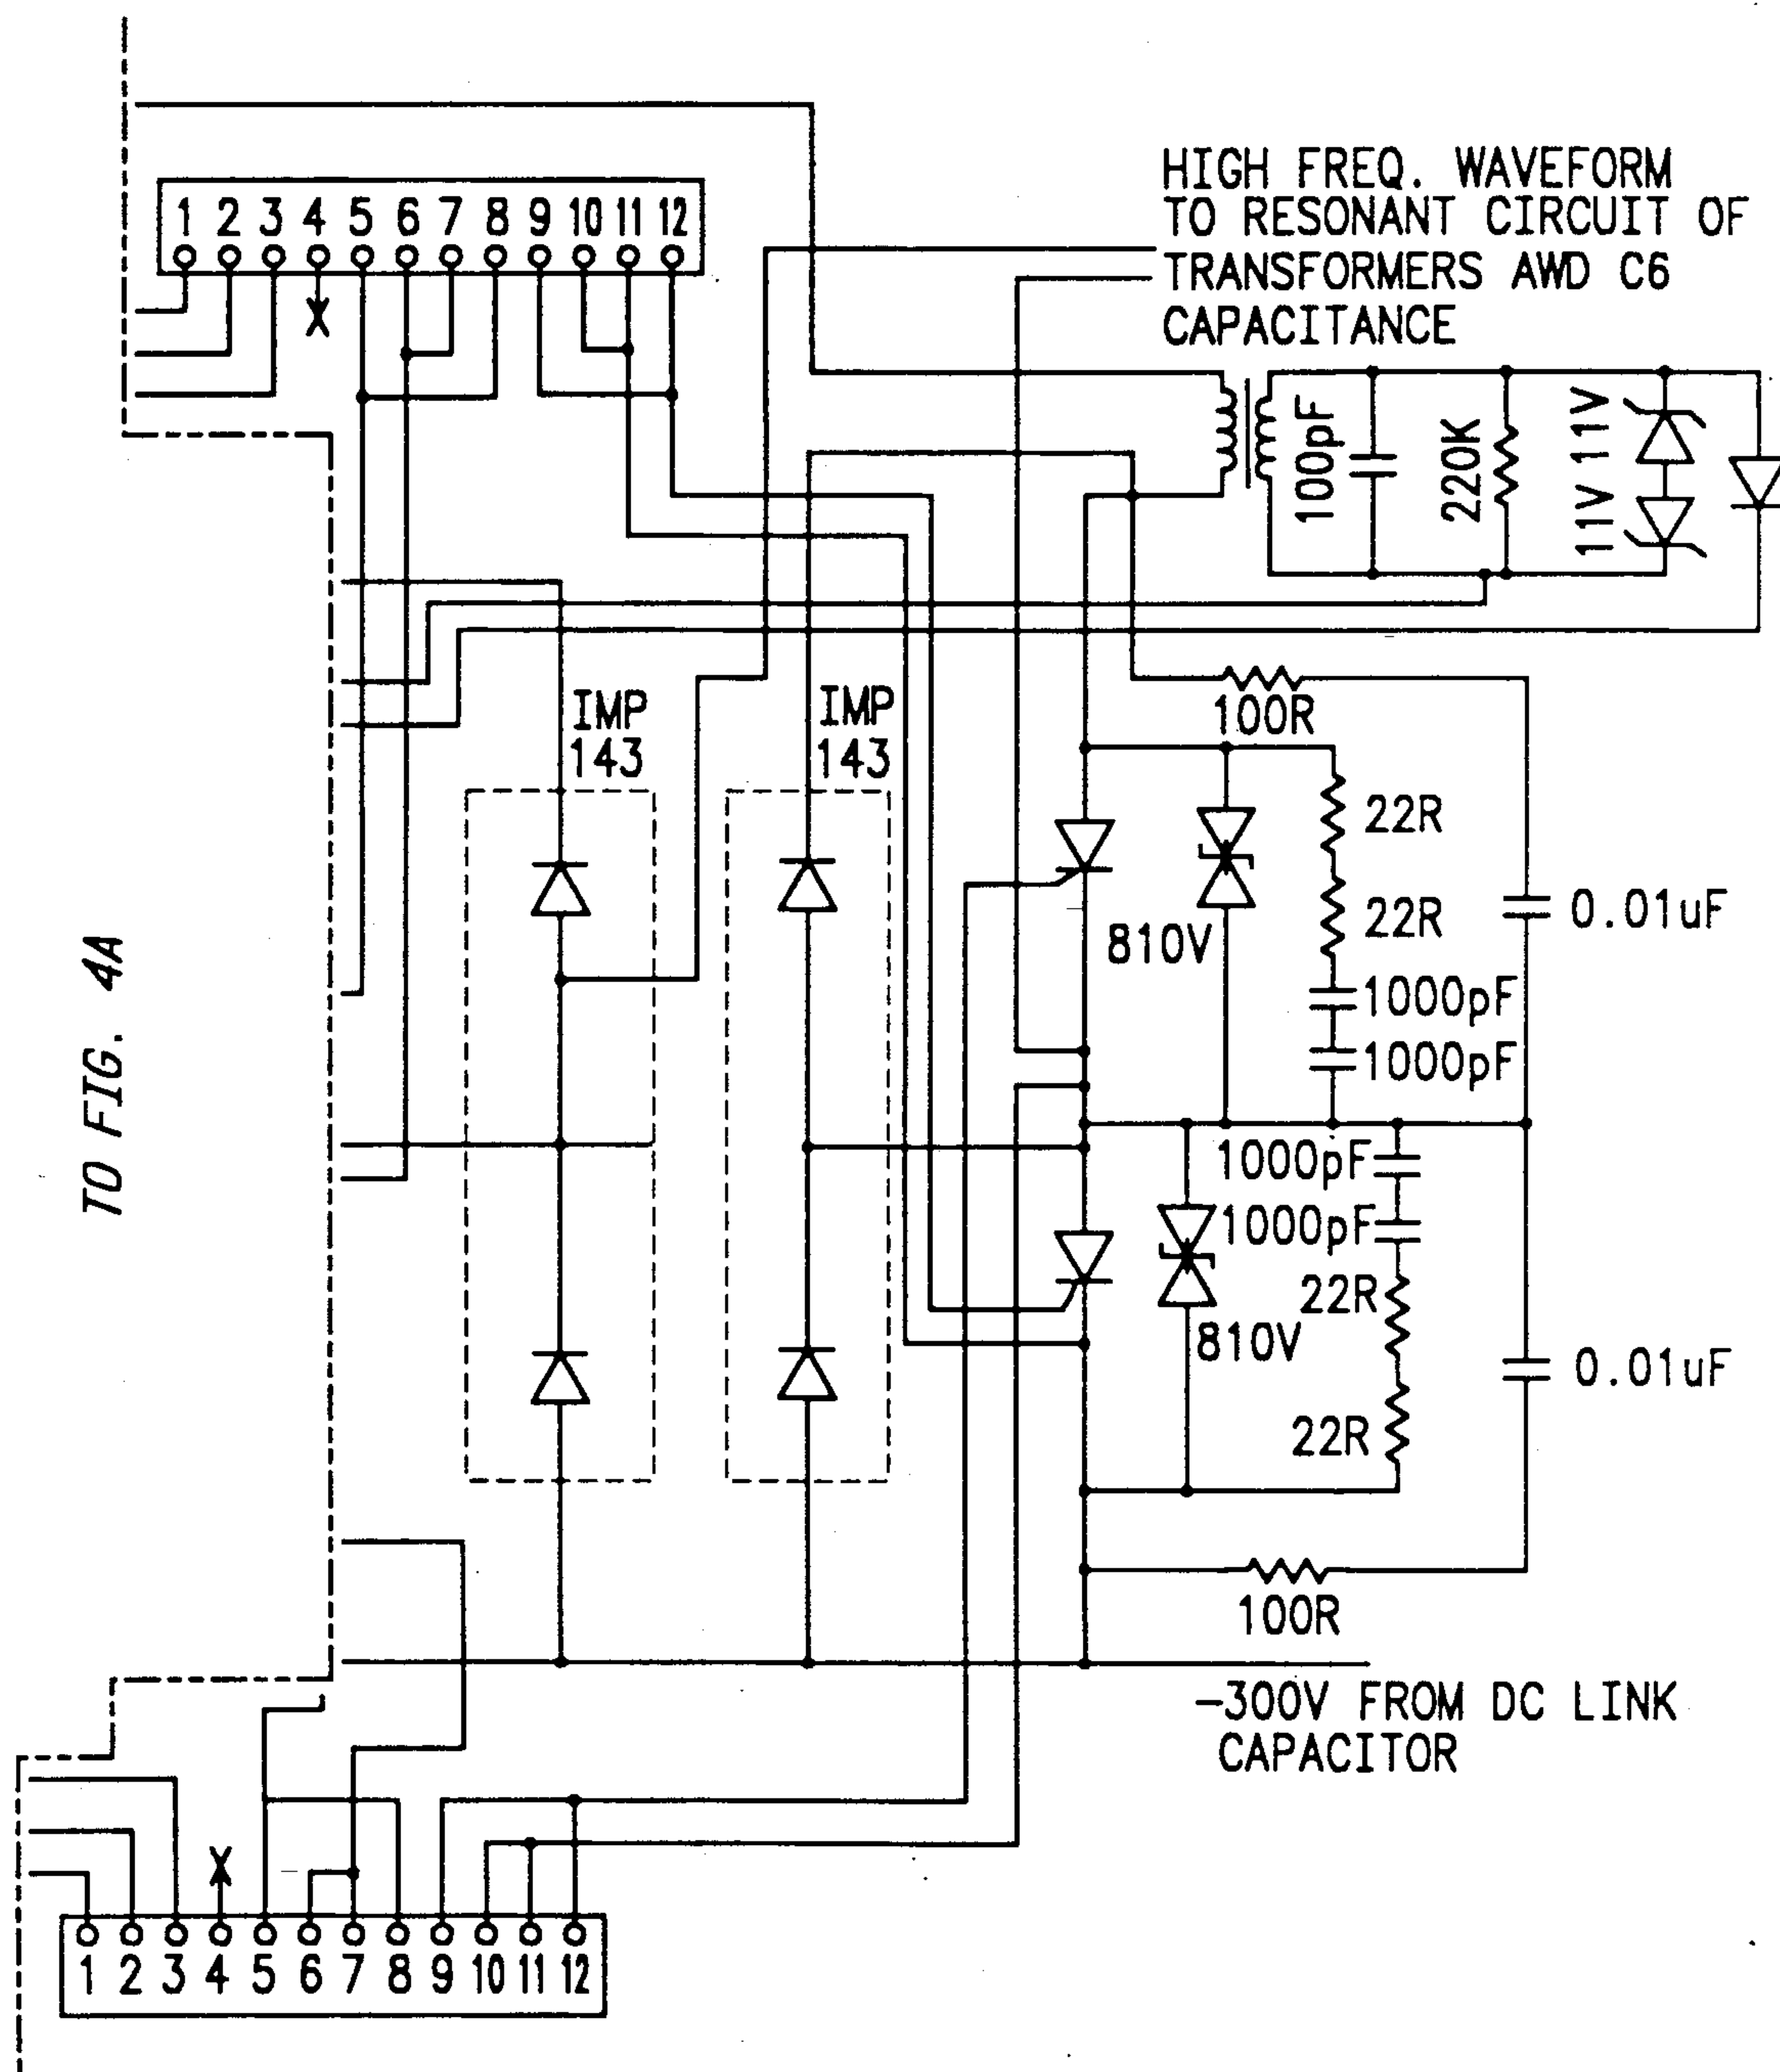 HIGH FREQ. WAVEFORM
TO RESONANT CIRCUIT OF
TRANSFORMERS AWD C6
CAPACITANCE
1 2 3 4 5 6 7 8 9 10 11 12
X
100pF
220K
11V 11V
IMP
143
IMP
143
100R
22R
810V
22R
0.01uF
1000pF
1000pF
TO FIG. 4A
1000pF
1000pF
22R
810V
0.01uF
22R
100R
-300V FROM DC LINK
CAPACITOR
X
1 2 3 4 5 6 7 8 9 10 11 12